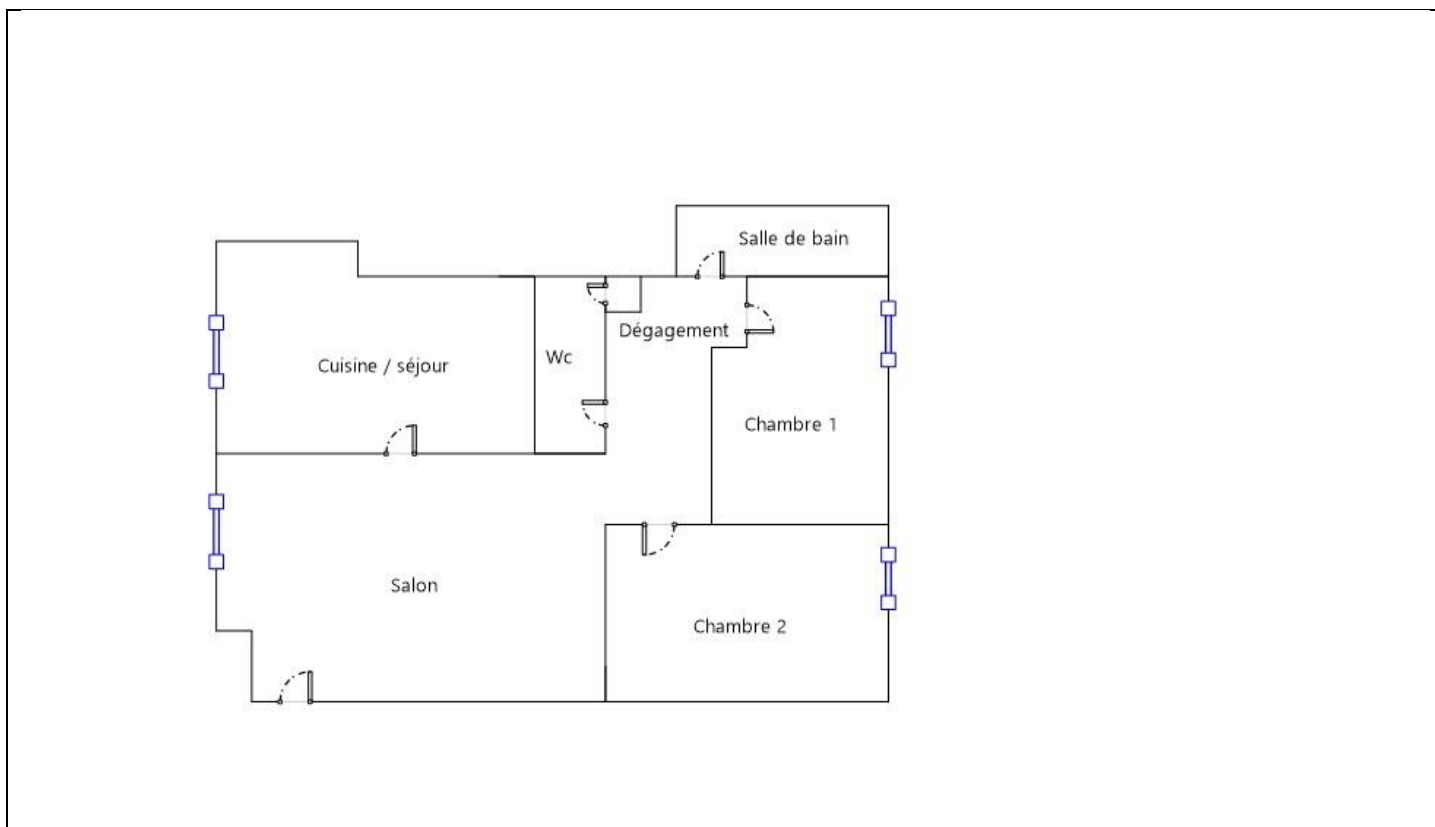 Salle de bain
Dégagement
Wc
Cuisine / séjour
Chambre 1
Salon
Chambre 2